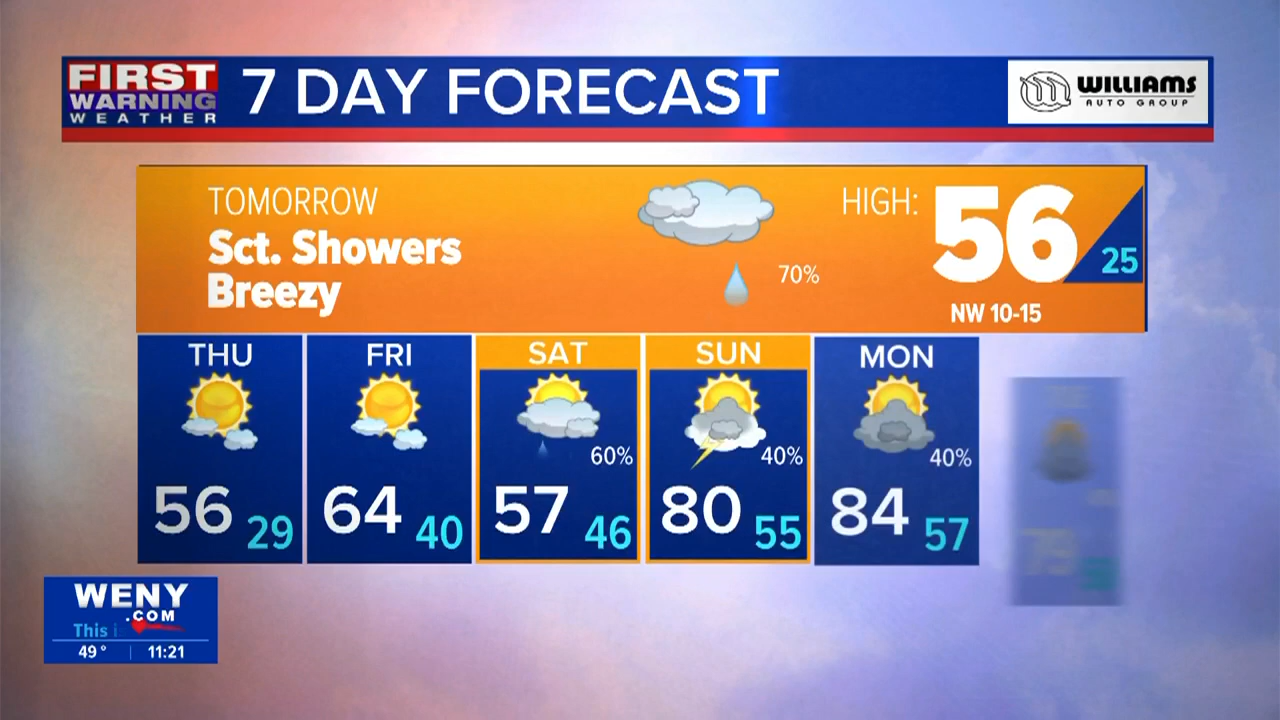 FIRST
WARNING
WEATHER
7 DAY FORECAST
WILLIAMS
AUTO GROUP
TOMORROW
Sct. Showers
Breezy
70%
HIGH:
56
25
NW 10-15
THU
FRI
SAT
SUN
MON
60%
40%
40%
56 29
64 40
57 46
80 55
84 57
WENY
.COM
This
49° 11:21